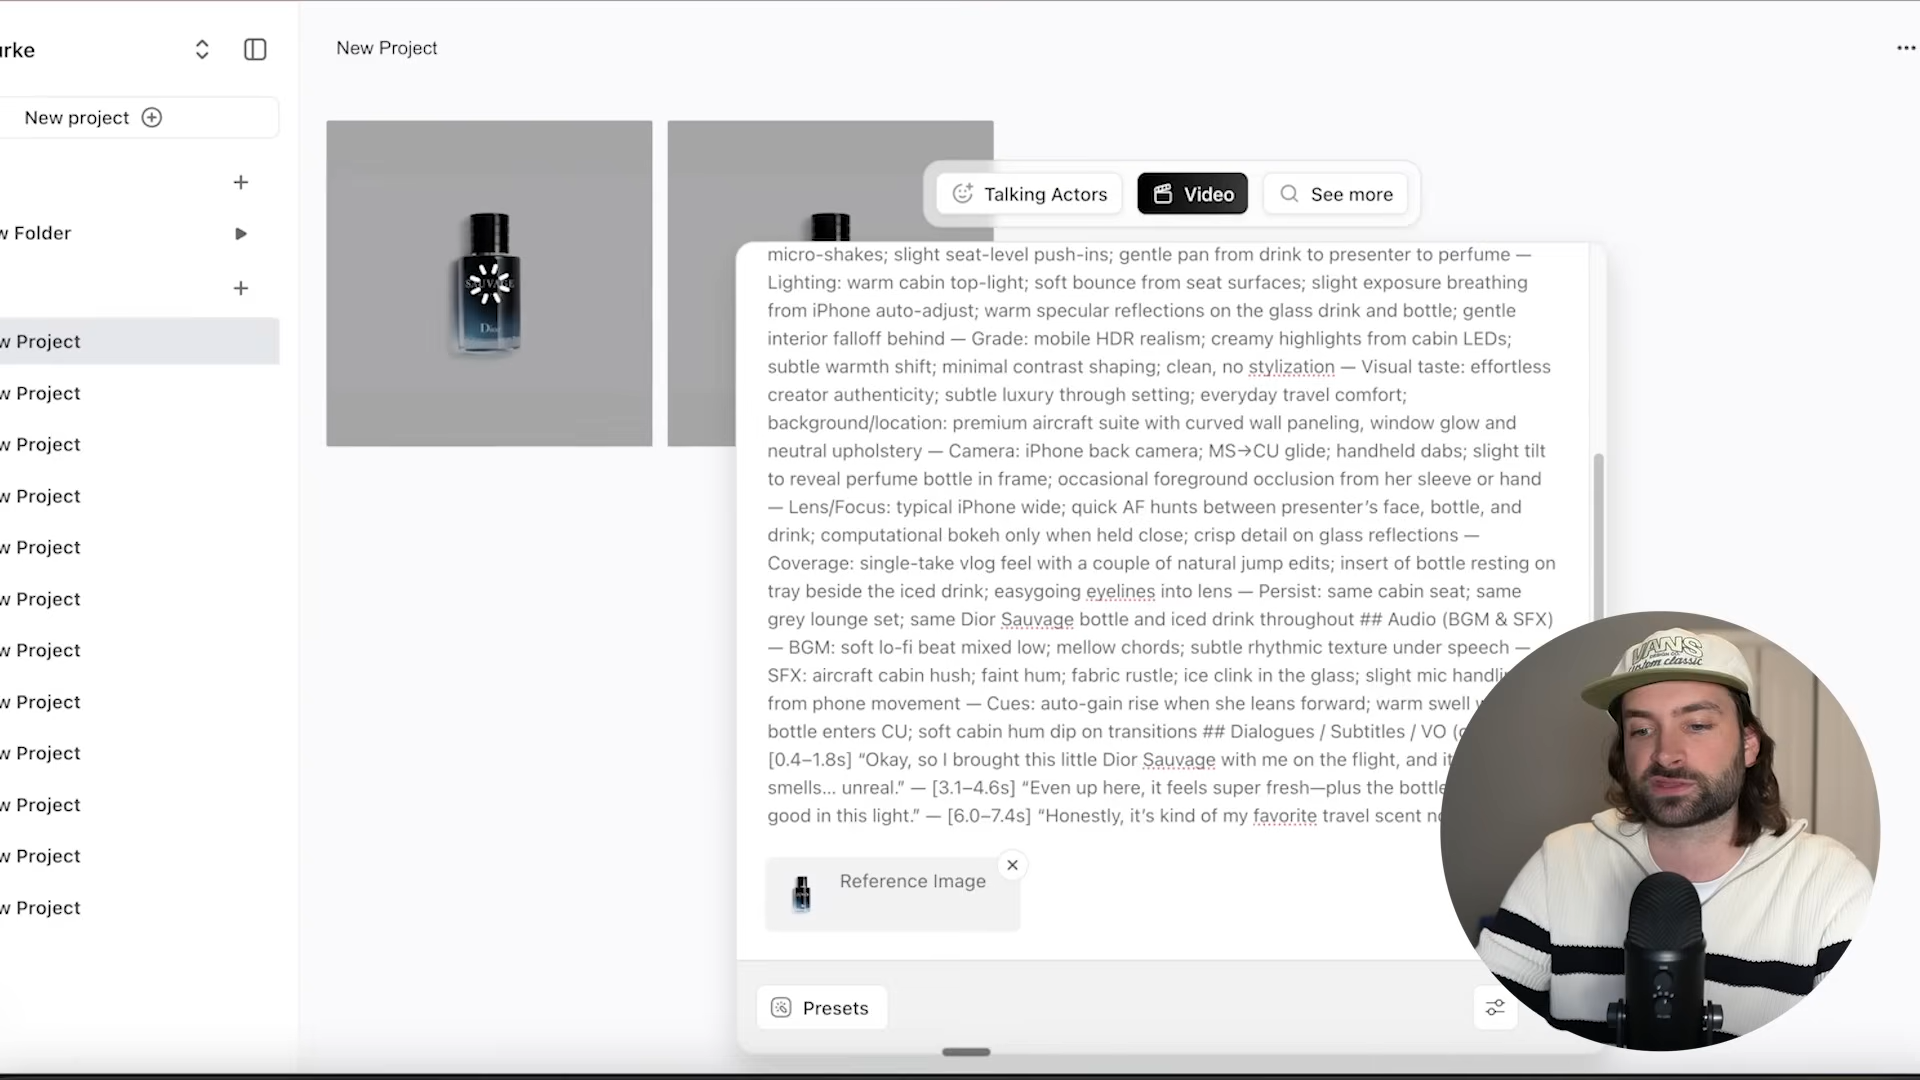 urke
New Project
New project
w Folder
w Project
w Project
w Project
w Project
w Project
w Project
w Project
w Project
w Project
w Project
w Project
w Project
SAUVAGE
Dior
Talking Actors
Video
See more
micro-shakes; slight seat-level push-ins; gentle pan from drink to presenter to perfume —
Lighting: warm cabin top-light; soft bounce from seat surfaces; slight exposure breathing
from iPhone auto-adjust; warm specular reflections on the glass drink and bottle; gentle
interior falloff behind — Grade: mobile HDR realism; creamy highlights from cabin LEDs;
subtle warmth shift; minimal contrast shaping; clean, no stylization — Visual taste: effortless
creator authenticity; subtle luxury through setting; everyday travel comfort;
background/location: premium aircraft suite with curved wall paneling, window glow and
neutral upholstery — Camera: iPhone back camera; MS→CU glide; handheld dabs; slight tilt
to reveal perfume bottle in frame; occasional foreground occlusion from her sleeve or hand
— Lens/Focus: typical iPhone wide; quick AF hunts between presenter’s face, bottle, and
drink; computational bokeh only when held close; crisp detail on glass reflections —
Coverage: single-take vlog feel with a couple of natural jump edits; insert of bottle resting on
tray beside the iced drink; easygoing eyelines into lens — Persist: same cabin seat; same
grey lounge set; same Dior Sauvage bottle and iced drink throughout ## Audio (BGM & SFX)
— BGM: soft lo-fi beat mixed low; mellow chords; subtle rhythmic texture under speech —
SFX: aircraft cabin hush; faint hum; fabric rustle; ice clink in the glass; slight mic handli
from phone movement — Cues: auto-gain rise when she leans forward; warm swell
bottle enters CU; soft cabin hum dip on transitions ## Dialogues / Subtitles / VO (
[0.4–1.8s] “Okay, so I brought this little Dior Sauvage with me on the flight, and it
smells… unreal.” — [3.1–4.6s] “Even up here, it feels super fresh—plus the bottle
good in this light.” — [6.0–7.4s] “Honestly, it’s kind of my favorite travel scent
Reference Image
Presets
VANS
custom classic